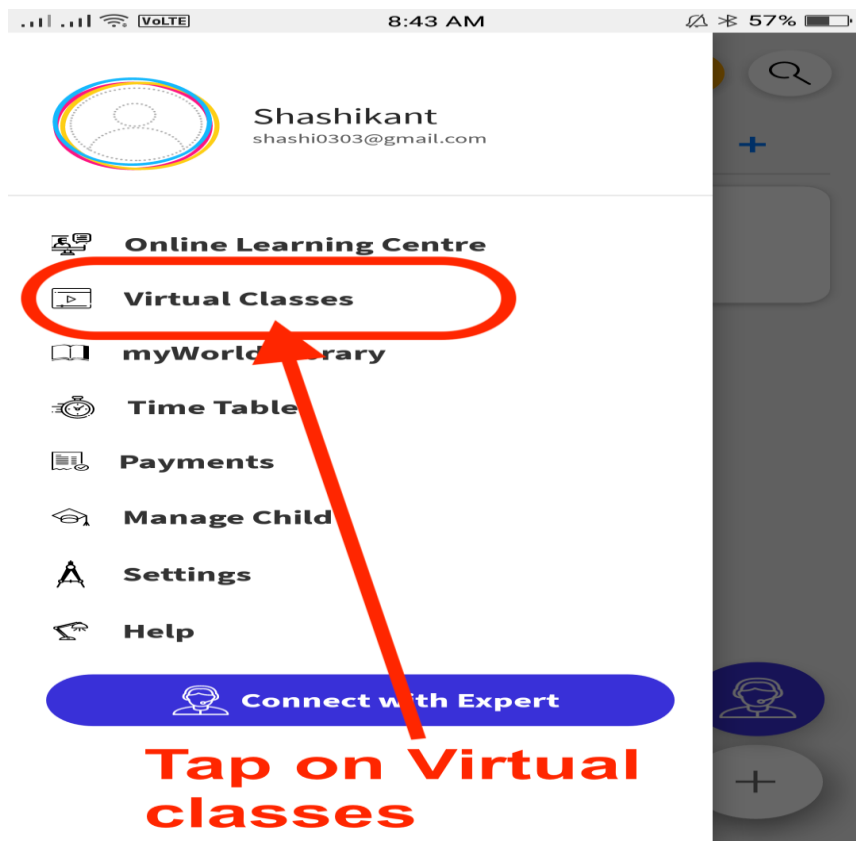 VoLTE 8:43 AM 57%
Shashikant
shashi0303@gmail.com
Online Learning Centre
Virtual Classes
myWorld rary
Time Table
Payments
Manage Child
Settings
Help
Connect with Expert
Tap on Virtual
classes